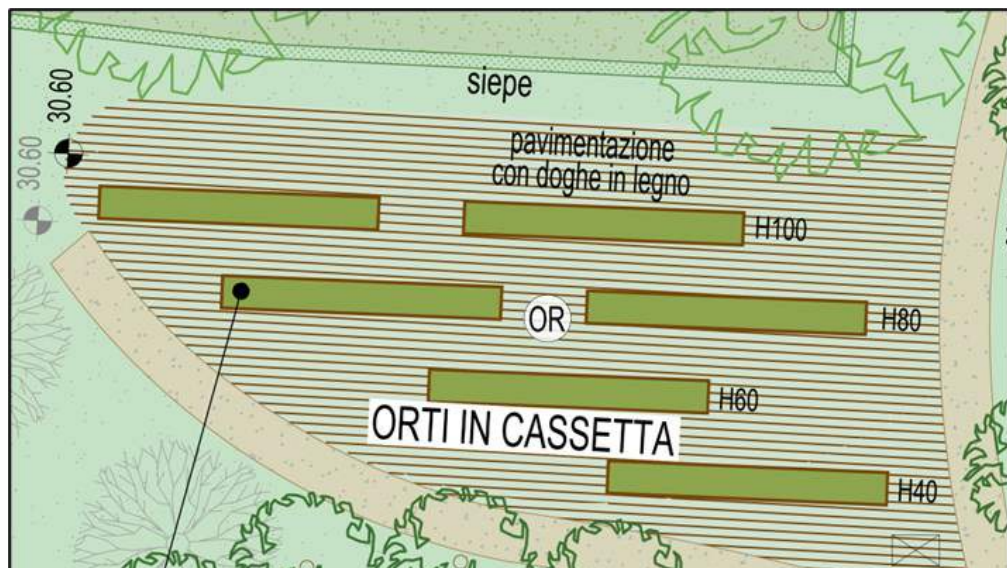 siepe
30.60
30.60
pavimentazione
con doghe in legno
H100
OR
H80
H60
ORTI IN CASSETTA
H40